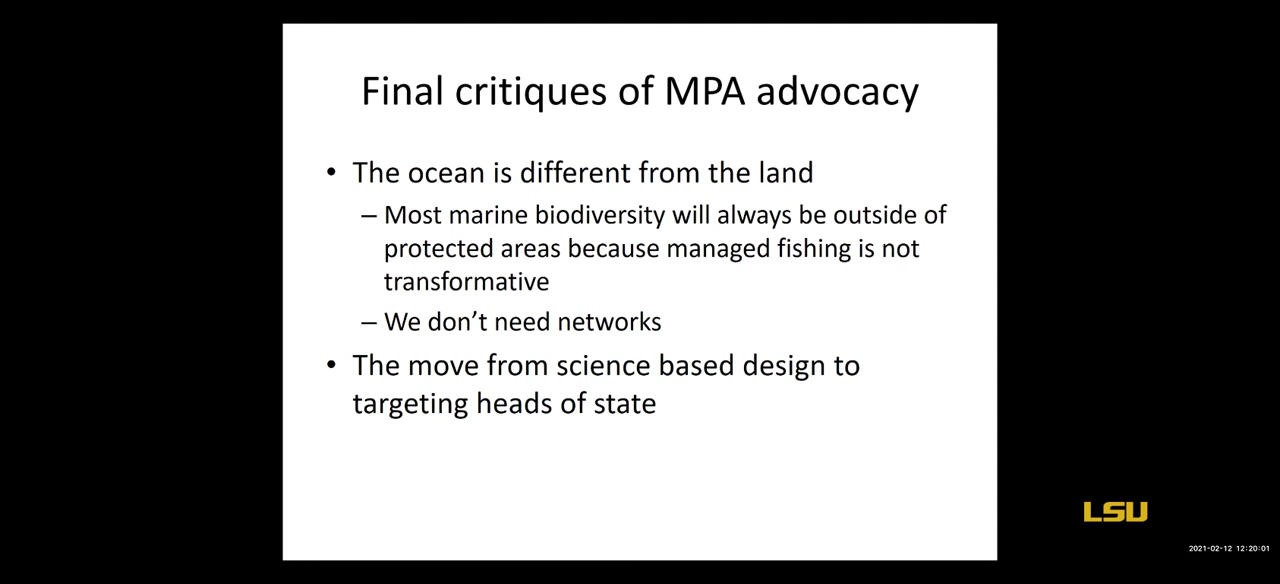 Final critiques of MPA advocacy
• The ocean is different from the land
– Most marine biodiversity will always be outside of
protected areas because managed fishing is not
transformative
– We don’t need networks
• The move from science based design to
targeting heads of state
LSU
2021-02-12 12:20:01